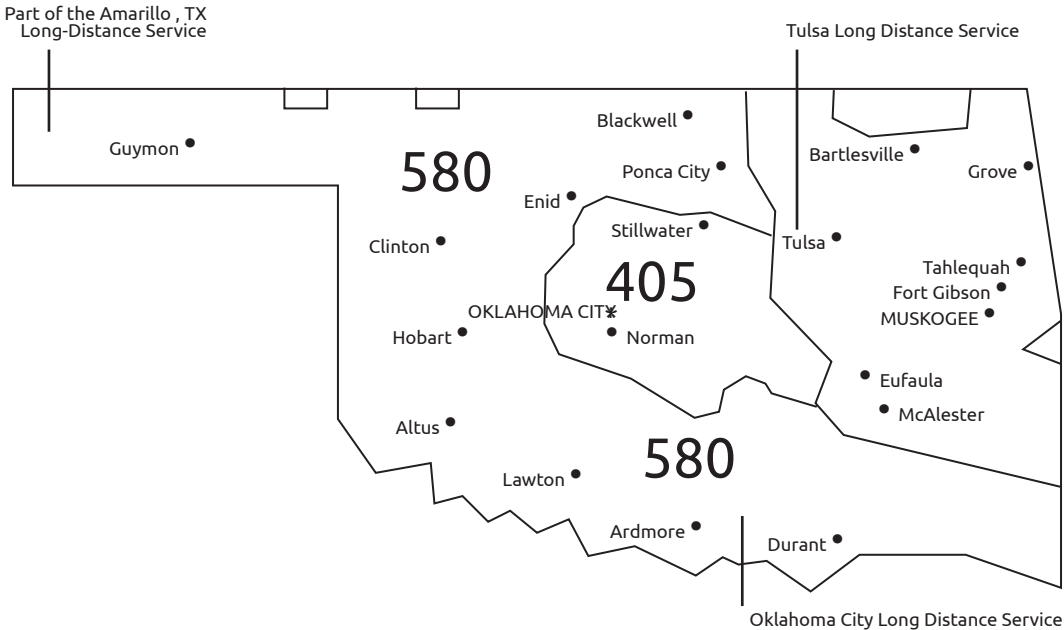 Part of the Amarillo , TX
Long-Distance Service
Tulsa Long Distance Service
Blackwell
Guymon
580
Bartlesville
Ponca City
Grove
Enid
Stillwater
Clinton
Tulsa
Tahlequah
405
Fort Gibson
OKLAHOMA CITY
MUSKOGEE
Hobart
Norman
Eufaula
McAlester
Altus
580
Lawton
Ardmore
Durant
Oklahoma City Long Distance Service